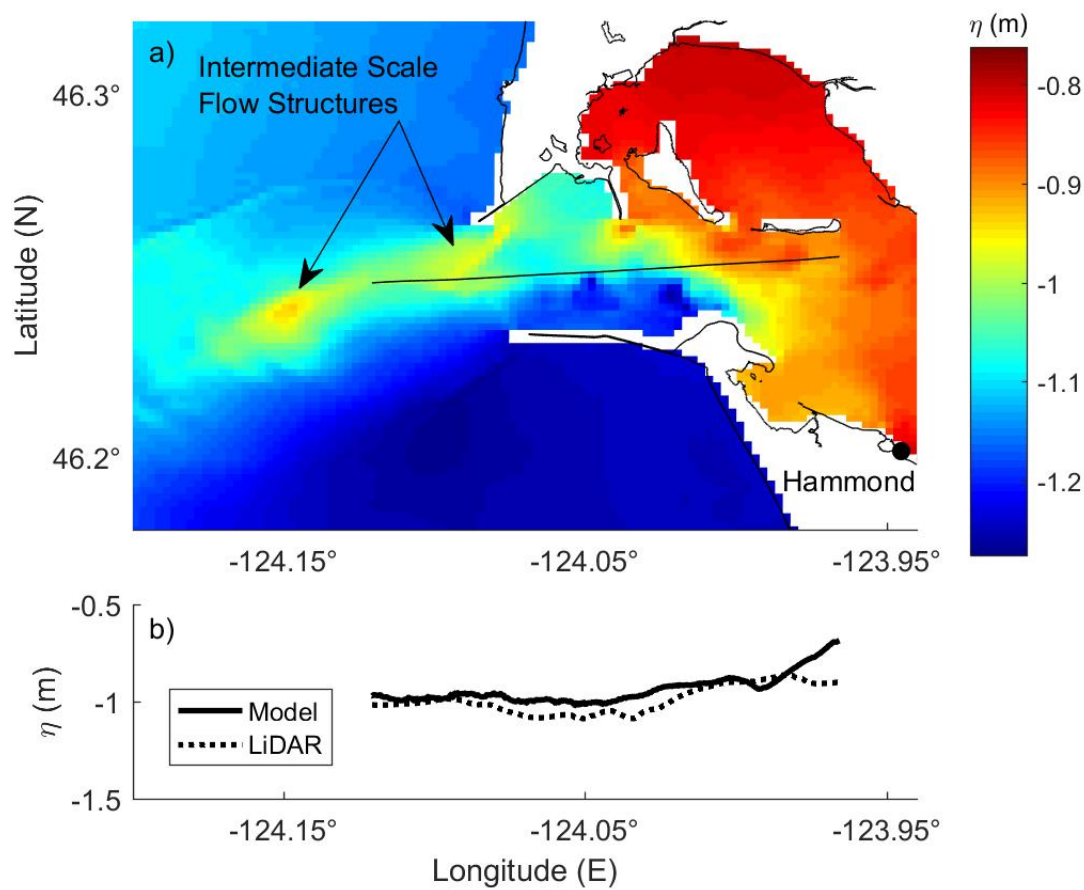 a)
Intermediate Scale
Flow Structures
η (m)
46.3°
-0.8
-0.9
-1
-1.1
-1.2
Latitude (N)
46.2°
Hammond
-124.15°
-124.05°
-123.95°
b)
-0.5
-1
-1.5
η (m)
Model
LiDAR
-124.15°
-124.05°
-123.95°
Longitude (E)